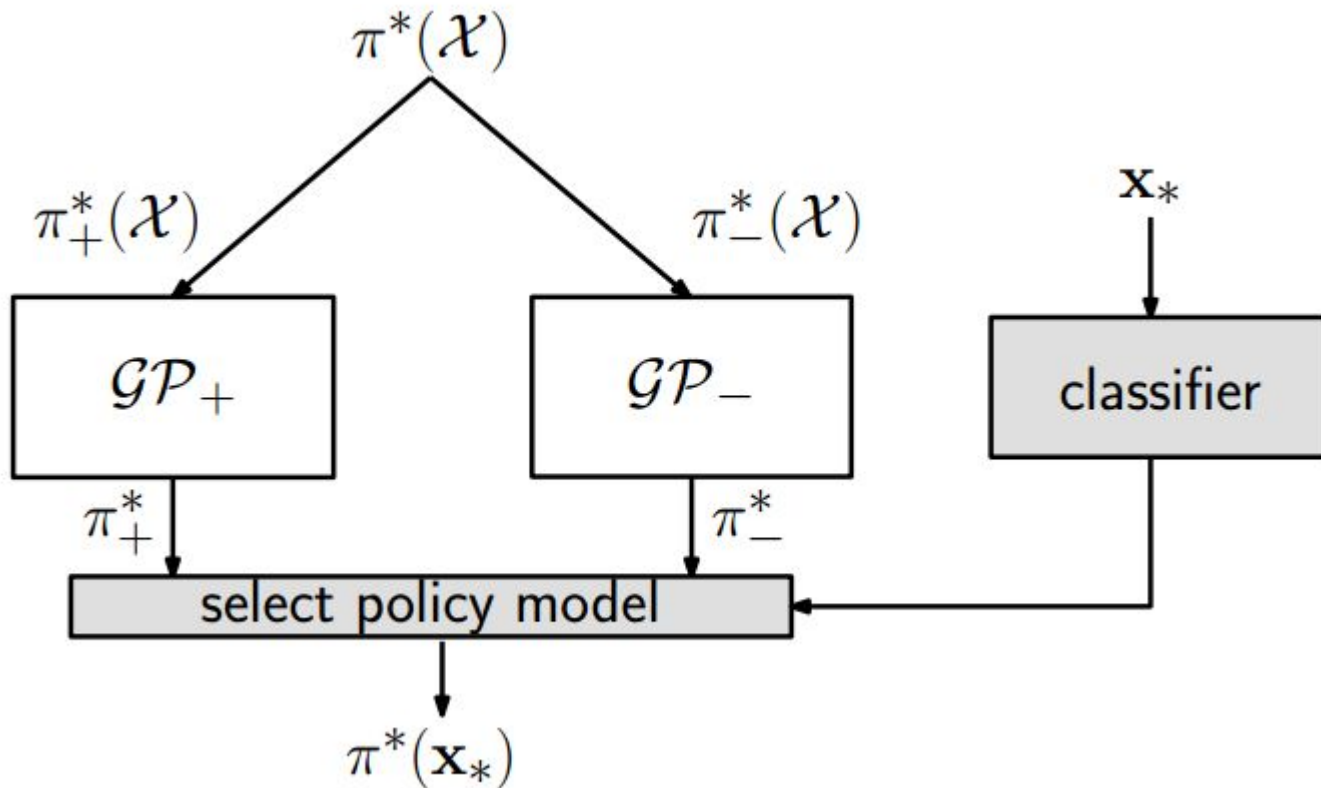 π*(𝒳)
π*₊(𝒳)
π*₋(𝒳)
𝐱*
𝒢𝒫₊
𝒢𝒫₋
classifier
π*₊
π*₋
select policy model
π*(𝐱*)